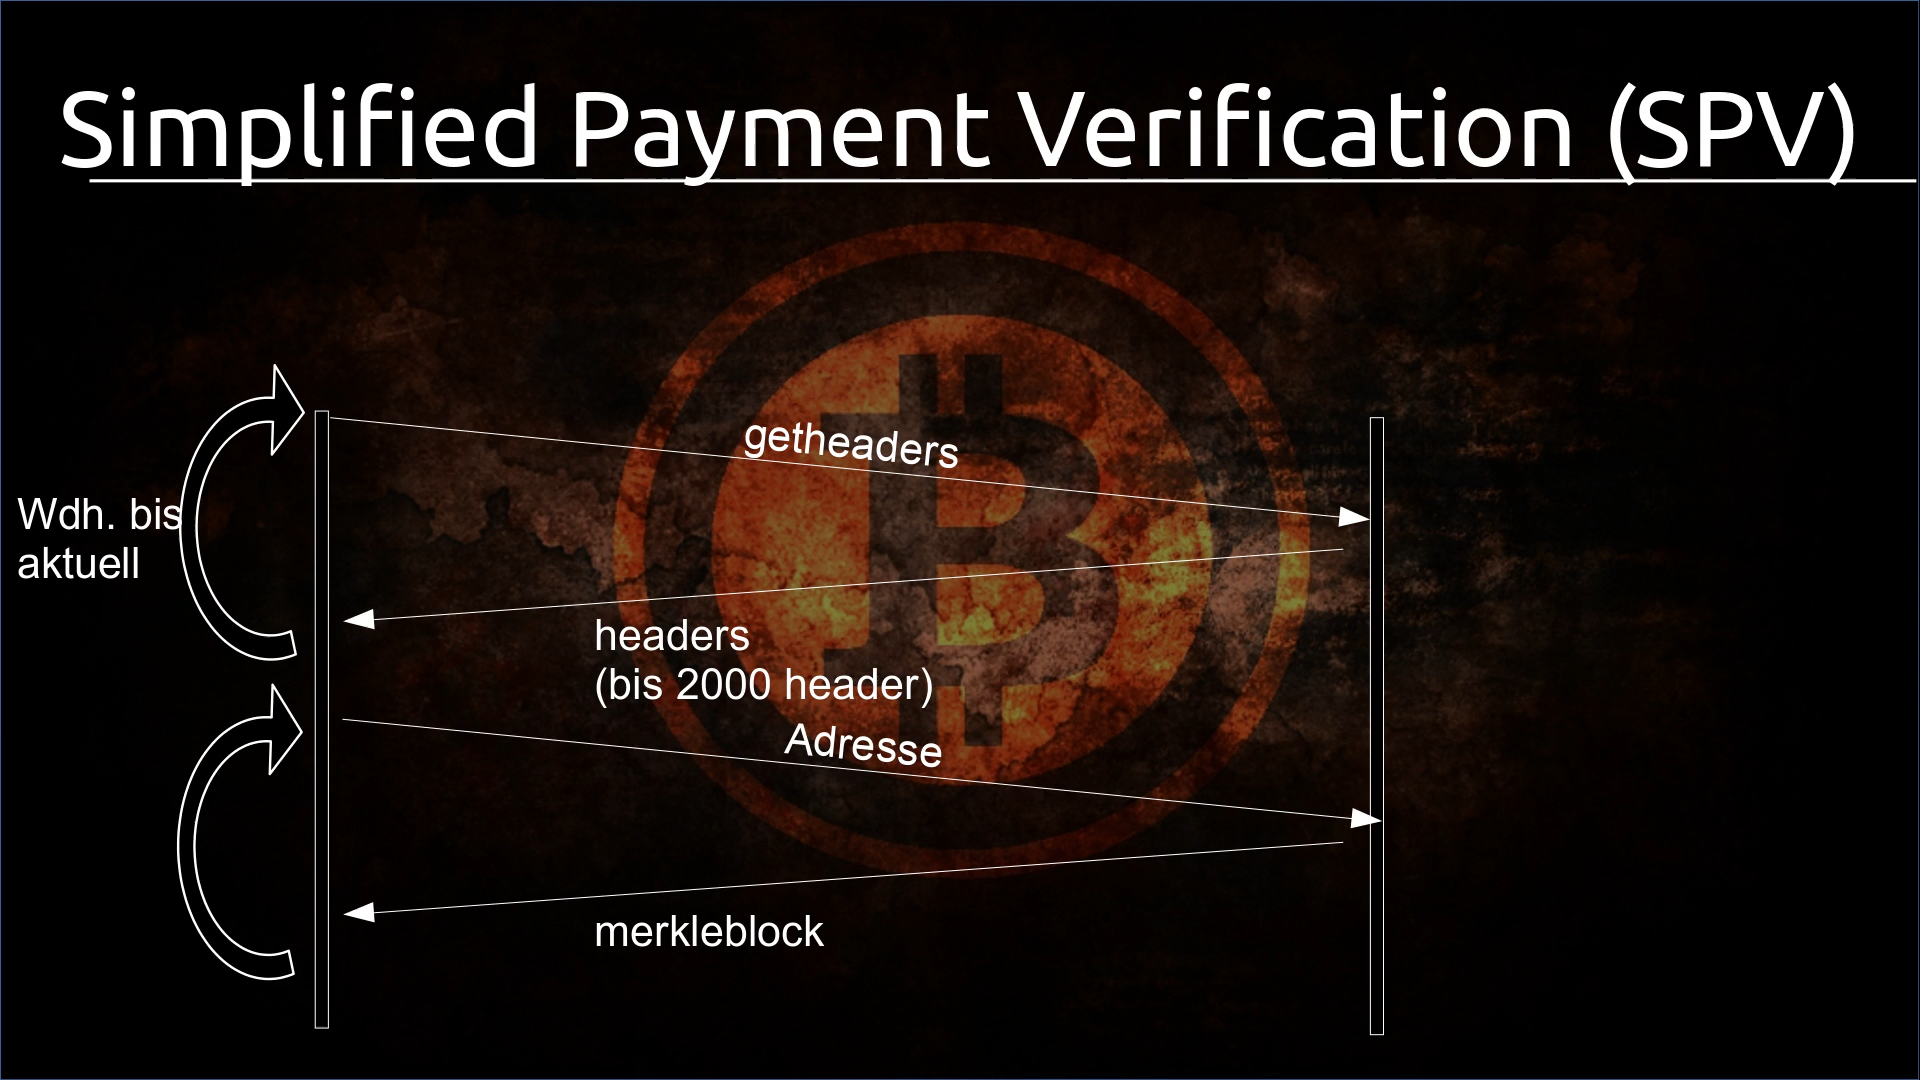 Simplified Payment Verification (SPV)
getheaders
Wdh. bis
aktuell
headers
(bis 2000 header)
Adresse
merkleblock